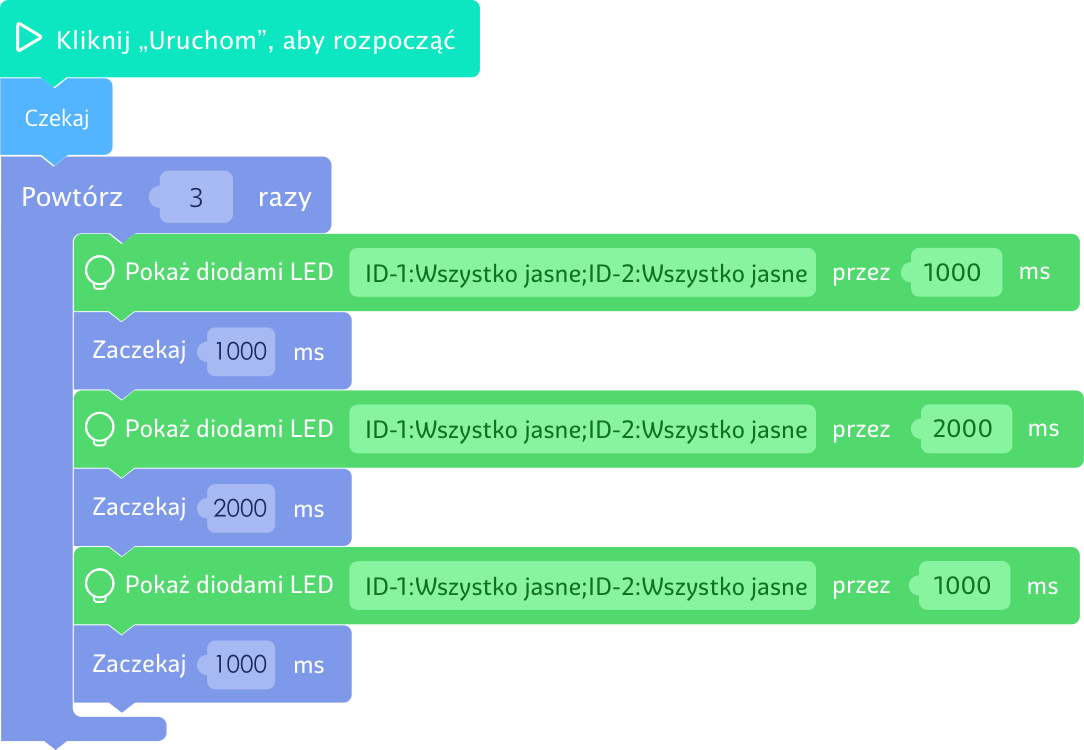 Kliknij „Uruchom”, aby rozpocząć
Czekaj
Powtórz 3 razy
Pokaż diodami LED ID-1:Wszystko jasne;ID-2:Wszystko jasne przez 1000 ms
Zaczekaj 1000 ms
Pokaż diodami LED ID-1:Wszystko jasne;ID-2:Wszystko jasne przez 2000 ms
Zaczekaj 2000 ms
Pokaż diodami LED ID-1:Wszystko jasne;ID-2:Wszystko jasne przez 1000 ms
Zaczekaj 1000 ms